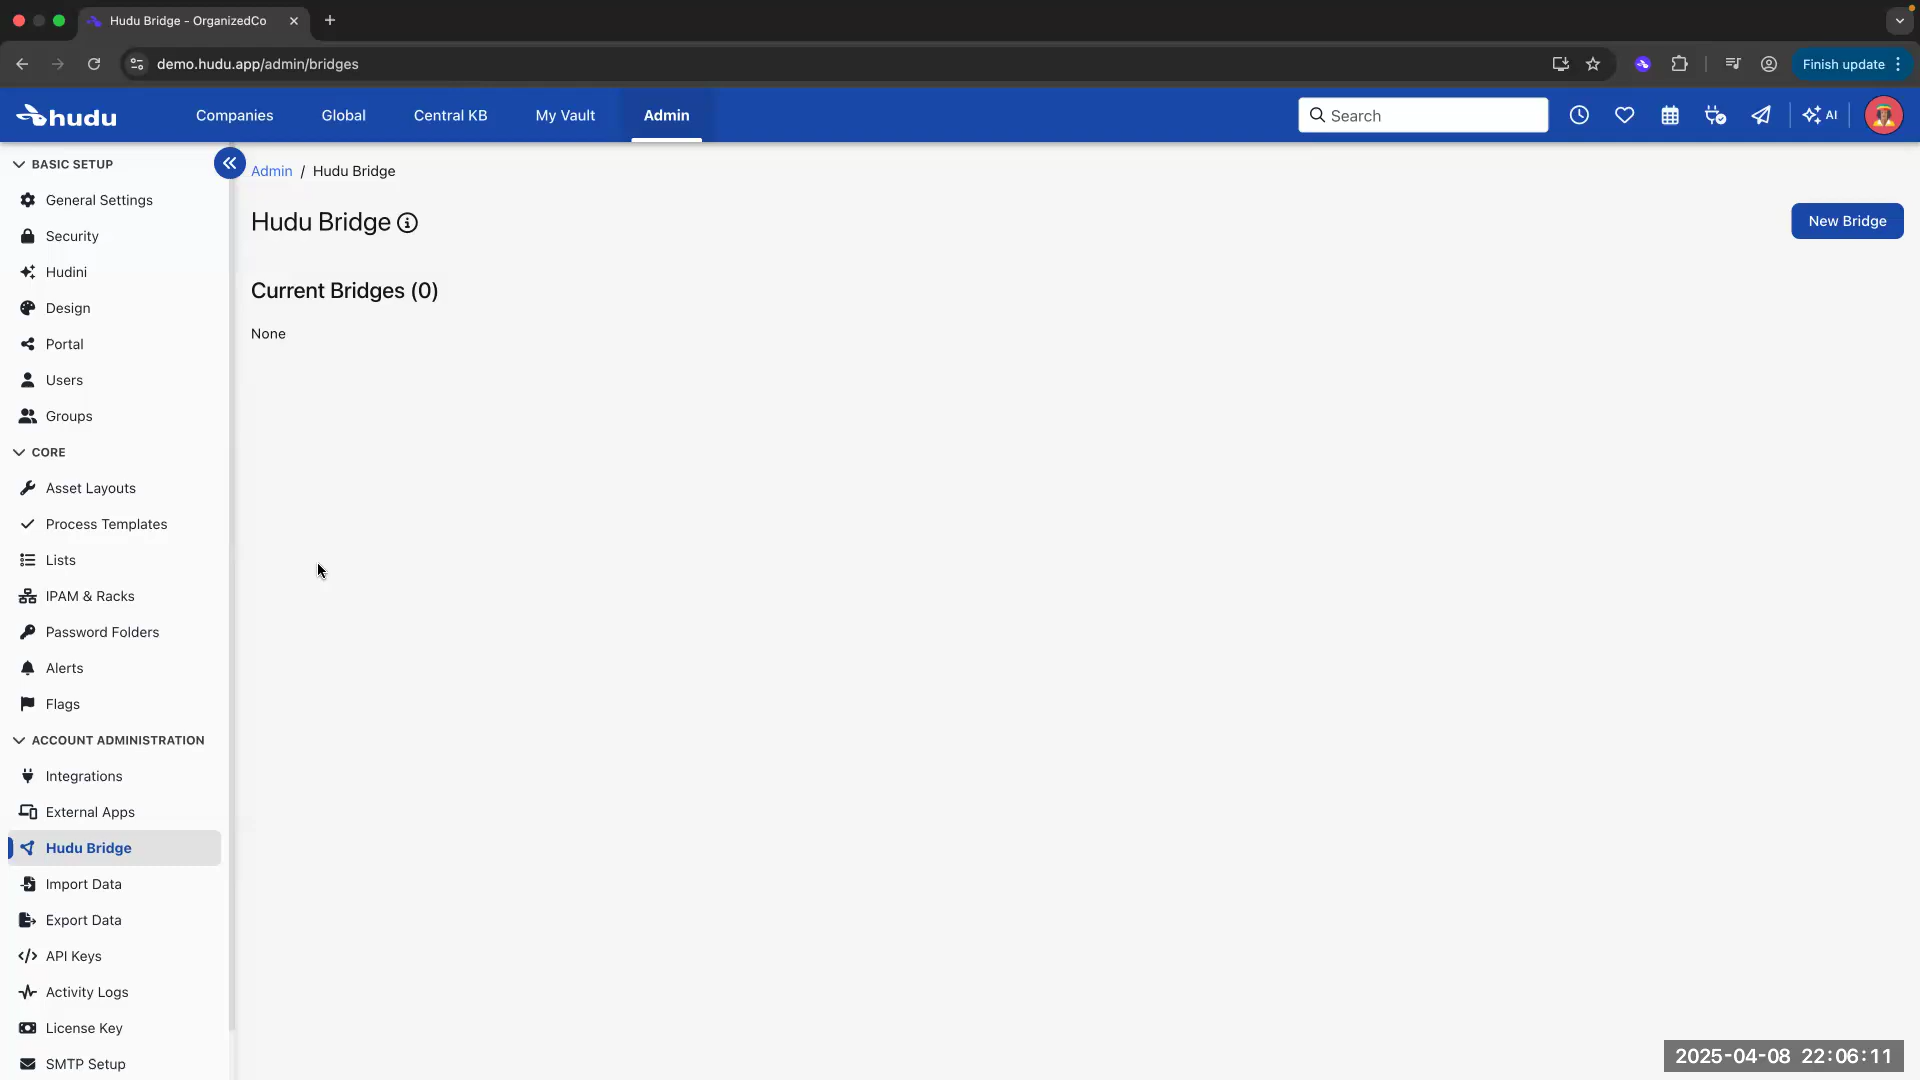 Hudu Bridge - OrganizedCo
demo.hudu.app/admin/bridges
Finish update
hudu
Companies
Global
Central KB
My Vault
Admin
Search
AI
BASIC SETUP
General Settings
Security
Hudini
Design
Portal
Users
Groups
CORE
Asset Layouts
Process Templates
Lists
IPAM & Racks
Password Folders
Alerts
Flags
ACCOUNT ADMINISTRATION
Integrations
External Apps
Hudu Bridge
Import Data
Export Data
API Keys
Activity Logs
License Key
SMTP Setup
Admin / Hudu Bridge
Hudu Bridge
New Bridge
Current Bridges (0)
None
2025-04-08 22:06:11